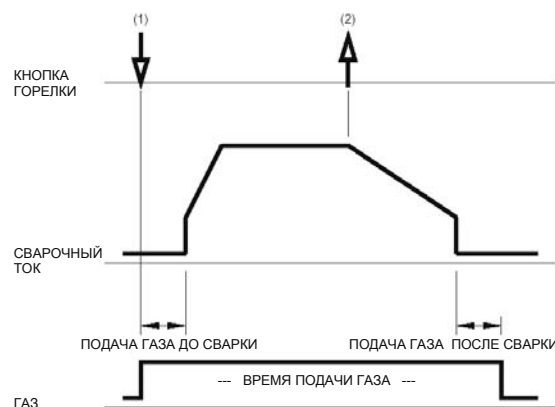 (1) (2)
КНОПКА
ГОРЕЛКИ
СВАРОЧНЫЙ
ТОК
ПОДАЧА ГАЗА ДО СВАРКИ ПОДАЧА ГАЗА ПОСЛЕ СВАРКИ
--- ВРЕМЯ ПОДАЧИ ГАЗА ---
ГАЗ